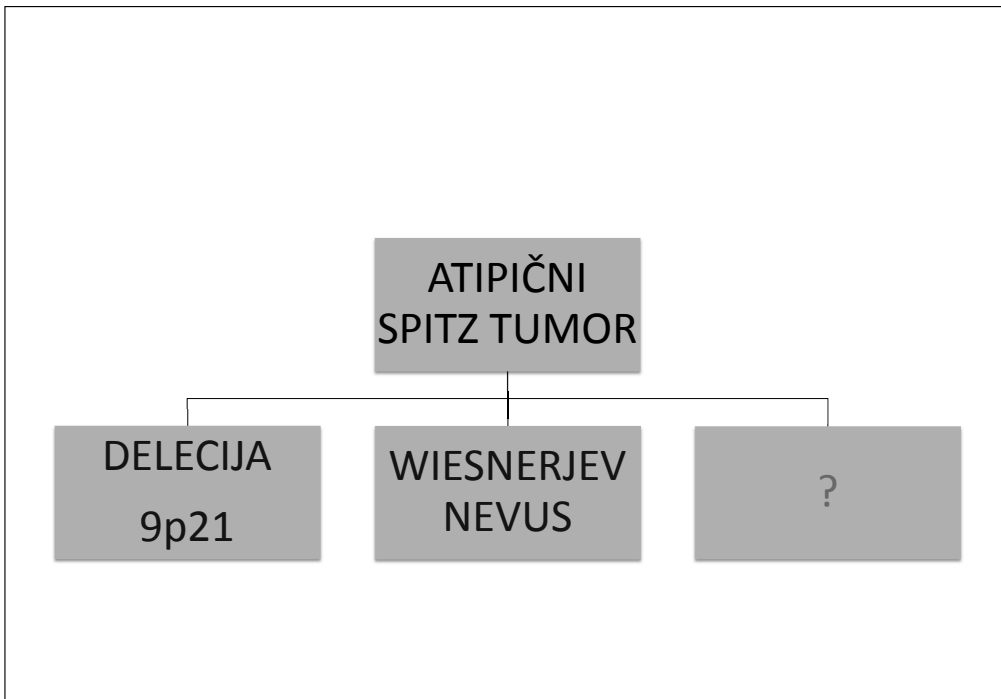 ATIPIČNI
SPITZ TUMOR
DELECIJA
9p21
WIESNERJEV
NEVUS
?